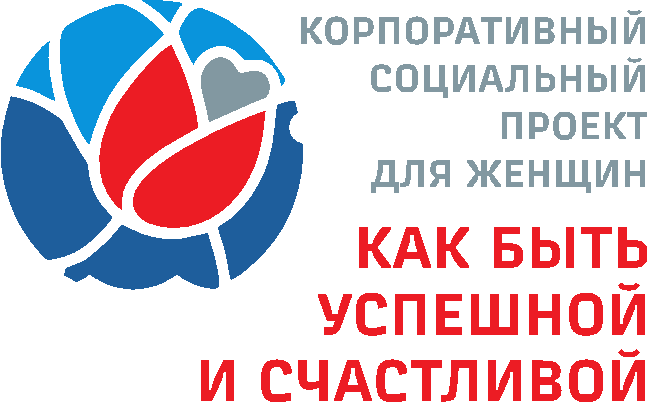 КОРПОРАТИВНЫЙ
СОЦИАЛЬНЫЙ
ПРОЕКТ
ДЛЯ ЖЕНЩИН
КАК БЫТЬ
УСПЕШНОЙ
И СЧАСТЛИВОЙ